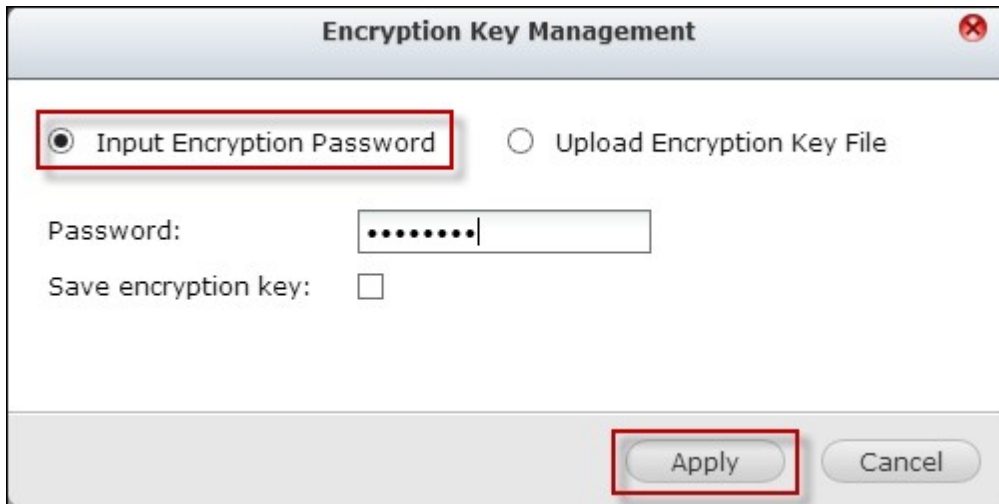 Encryption Key Management
Input Encryption Password Upload Encryption Key File
Password: ••••••••
Save encryption key:
Apply Cancel